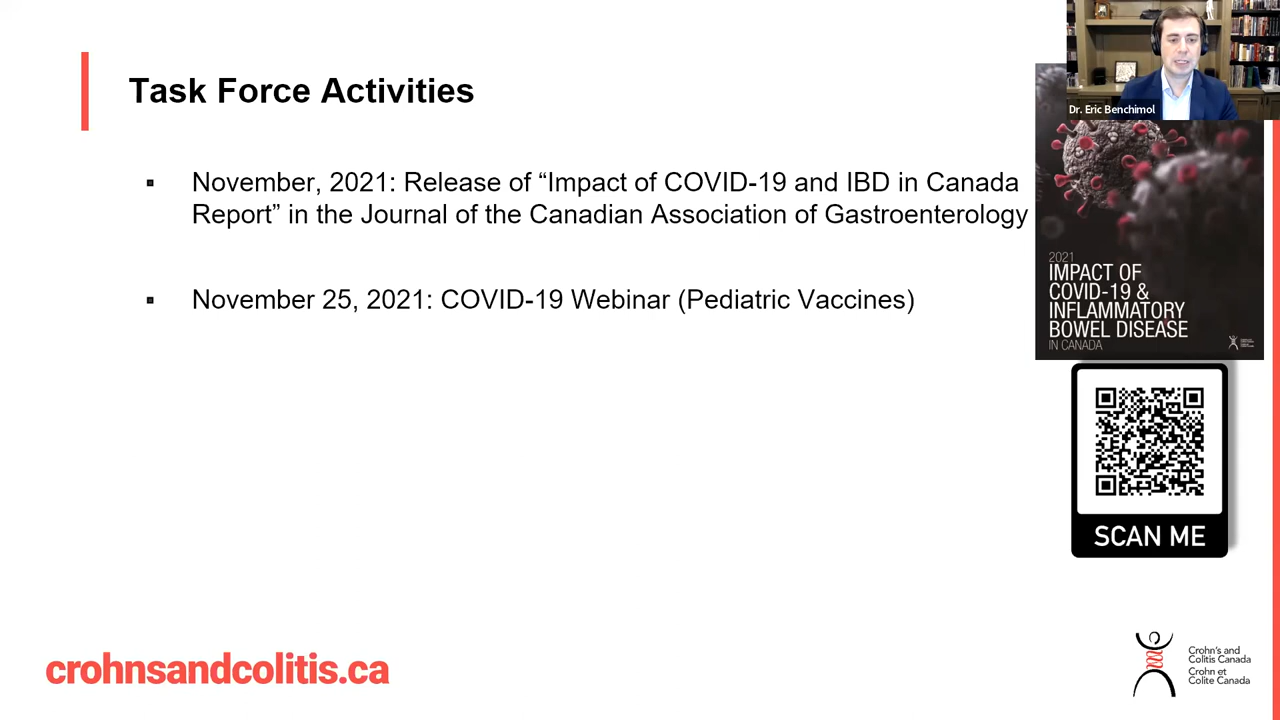 Dr. Eric Benchimol
Task Force Activities
▪ November, 2021: Release of “Impact of COVID-19 and IBD in Canada
Report” in the Journal of the Canadian Association of Gastroenterology
▪ November 25, 2021: COVID-19 Webinar (Pediatric Vaccines)
2021
IMPACT OF
COVID-19 &
INFLAMMATORY
BOWEL DISEASE
IN CANADA
SCAN ME
crohnsandcolitis.ca
Crohn's and
Colitis Canada
Crohn et
Colite Canada